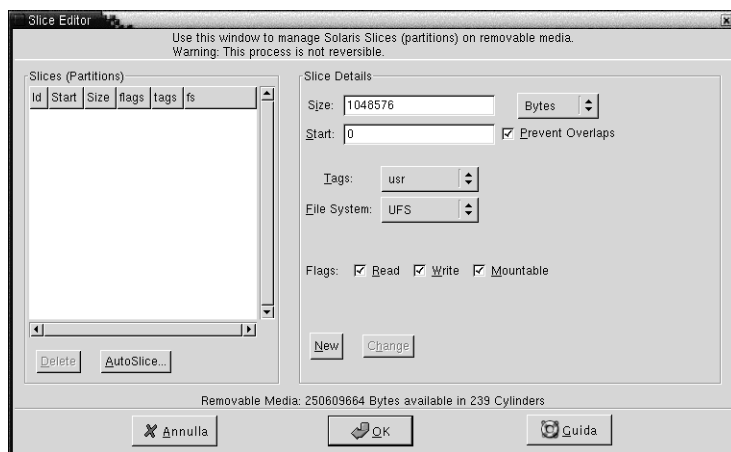 Slice Editor
Use this window to manage Solaris Slices (partitions) on removable media.
Warning: This process is not reversible.
Slices (Partitions)
Id Start Size flags tags fs
Delete AutoSlice...
Slice Details
Size: 1048576 Bytes
Start: 0 Prevent Overlaps
Tags: usr
File System: UFS
Flags: Read Write Mountable
New Change
Removable Media: 250609664 Bytes available in 239 Cylinders
Annulla OK Guida